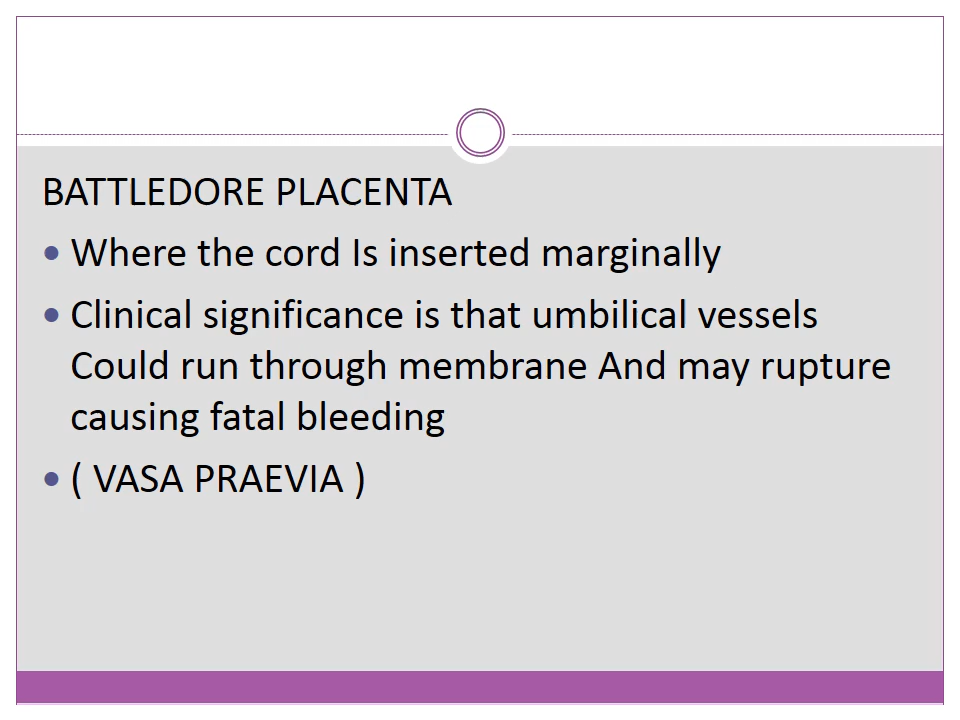 BATTLEDORE PLACENTA
• Where the cord Is inserted marginally
• Clinical significance is that umbilical vessels
Could run through membrane And may rupture
causing fatal bleeding
• ( VASA PRAEVIA )